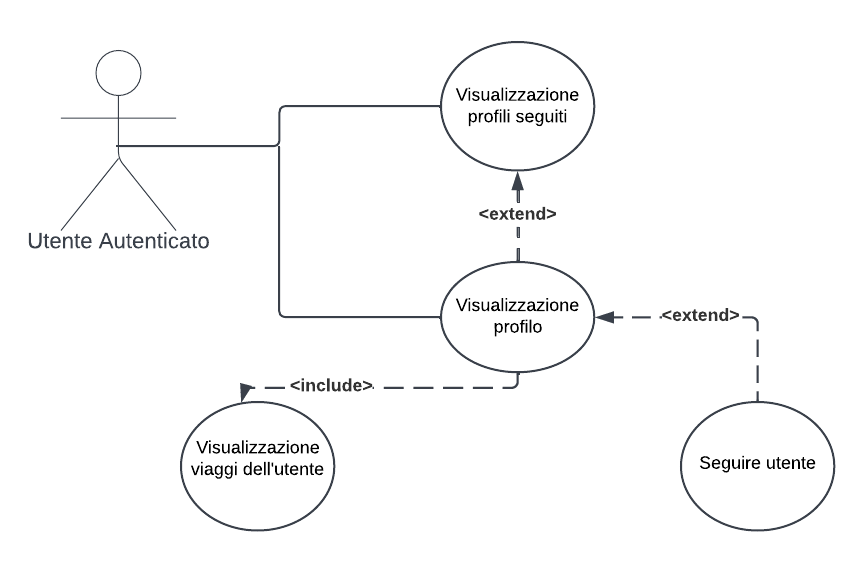 Visualizzazione
profili seguiti
<extend>
Utente Autenticato
Visualizzazione
profilo
<extend>
<include>
Visualizzazione
viaggi dell'utente
Seguire utente